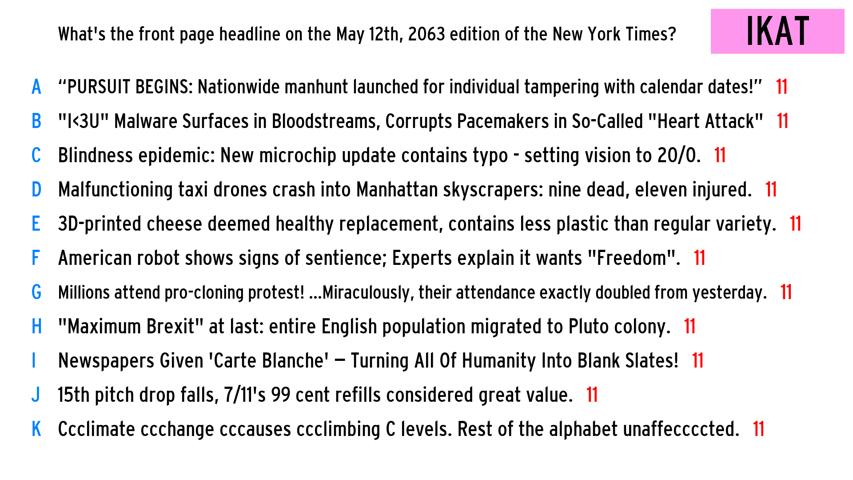 What's the front page headline on the May 12th, 2063 edition of the New York Times?
IKAT
A “PURSUIT BEGINS: Nationwide manhunt launched for individual tampering with calendar dates!” 11
B "I<3U" Malware Surfaces in Bloodstreams, Corrupts Pacemakers in So-Called "Heart Attack" 11
C Blindness epidemic: New microchip update contains typo - setting vision to 20/0. 11
D Malfunctioning taxi drones crash into Manhattan skyscrapers: nine dead, eleven injured. 11
E 3D-printed cheese deemed healthy replacement, contains less plastic than regular variety. 11
F American robot shows signs of sentience; Experts explain it wants "Freedom". 11
G Millions attend pro-cloning protest! ...Miraculously, their attendance exactly doubled from yesterday. 11
H "Maximum Brexit" at last: entire English population migrated to Pluto colony. 11
I Newspapers Given 'Carte Blanche' – Turning All Of Humanity Into Blank Slates! 11
J 15th pitch drop falls, 7/11's 99 cent refills considered great value. 11
K Ccclimate ccchange cccauses ccclimbing C levels. Rest of the alphabet unaffeccccted. 11